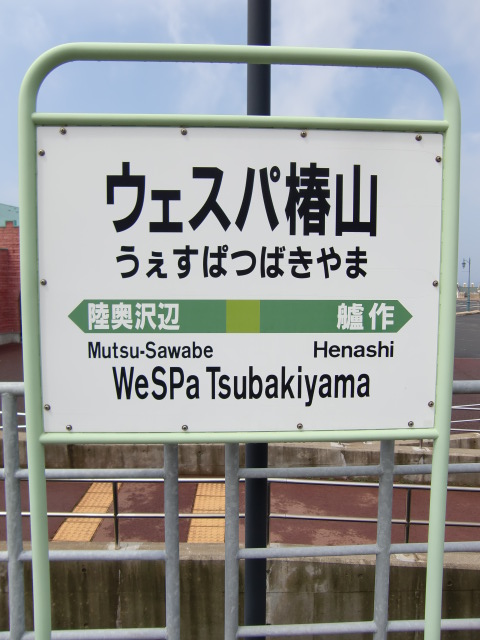 ウェスパ椿山
うぇすぱつばきやま
陸奥沢辺 艫作
Mutsu-Sawabe Henashi
WeSPa Tsubakiyama